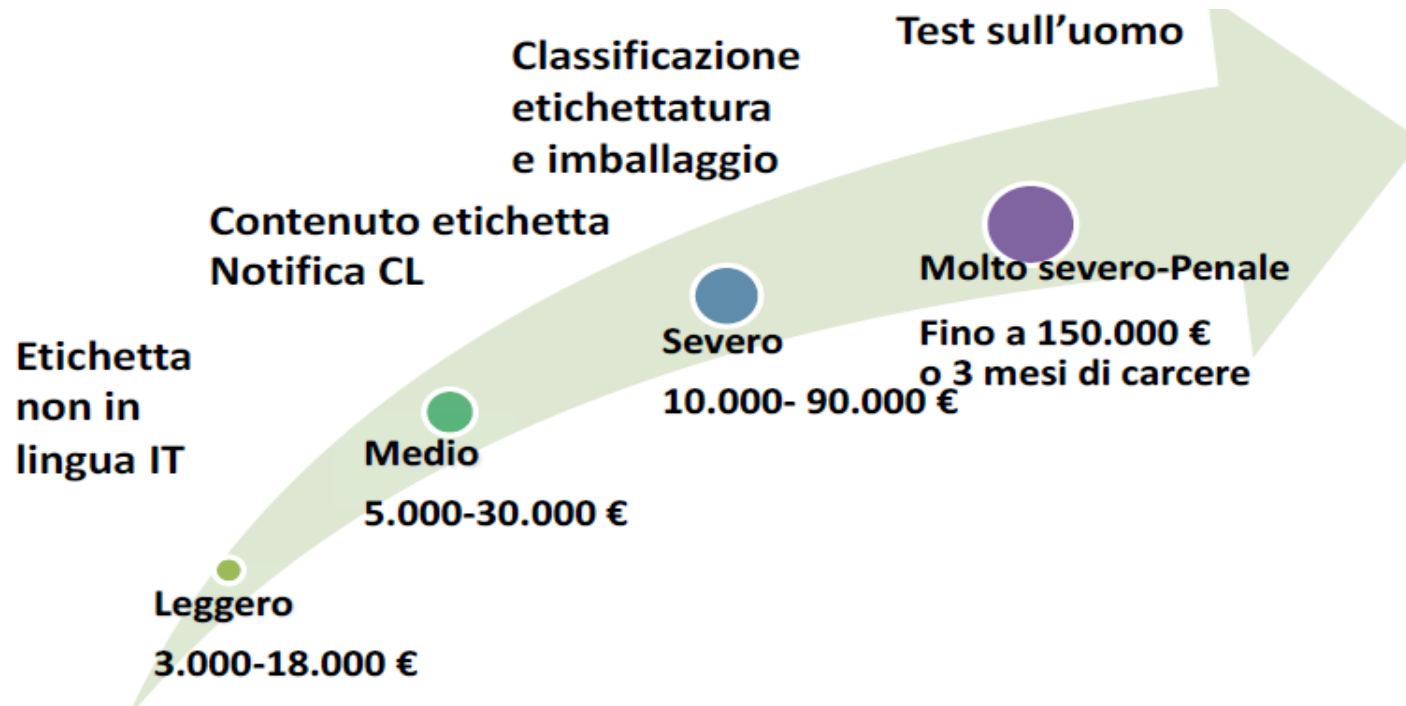 Test sull’uomo
Classificazione
etichettatura
e imballaggio
Contenuto etichetta
Notifica CL
Molto severo-Penale
Fino a 150.000 €
o 3 mesi di carcere
Severo
10.000- 90.000 €
Etichetta
non in
lingua IT
Medio
5.000-30.000 €
Leggero
3.000-18.000 €